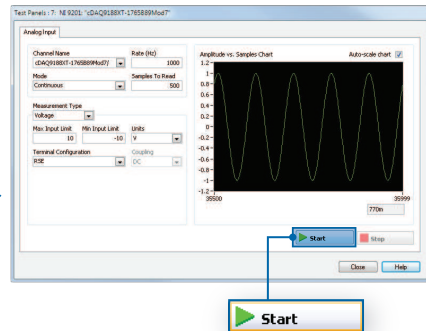 Test Panels : 7: NI 9201: "cDAQ9188XT-1765B89Mod7"
Analog Input
Channel Name
Rate (Hz)
cDAQ9188XT-1765B89Mod7/
1000
Mode
Samples To Read
Continuous
500
Measurement Type
Voltage
Max Input Limit
Min Input Limit
Units
10
-10
V
Terminal Configuration
Coupling
RSE
DC
Amplitude vs. Samples Chart
Auto-scale chart
1.2
1
0.8
0.6
0.4
0.2
0
-0.2
-0.4
-0.6
-0.8
-1
-1.2
35500
35999
770m
Start
Stop
Close
Help
Start